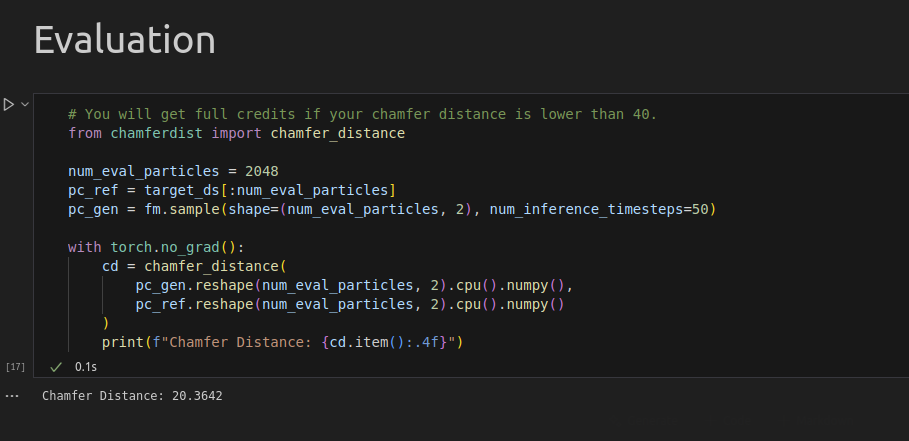 Evaluation
# You will get full credits if your chamfer distance is lower than 40.
from chamferdist import chamfer_distance
num_eval_particles = 2048
pc_ref = target_ds[:num_eval_particles]
pc_gen = fm.sample(shape=(num_eval_particles, 2), num_inference_timesteps=50)
with torch.no_grad():
    cd = chamfer_distance(
        pc_gen.reshape(num_eval_particles, 2).cpu().numpy(),
        pc_ref.reshape(num_eval_particles, 2).cpu().numpy()
    )
    print(f"Chamfer Distance: {cd.item():.4f}")
[17] ✓ 0.1s
... Chamfer Distance: 20.3642